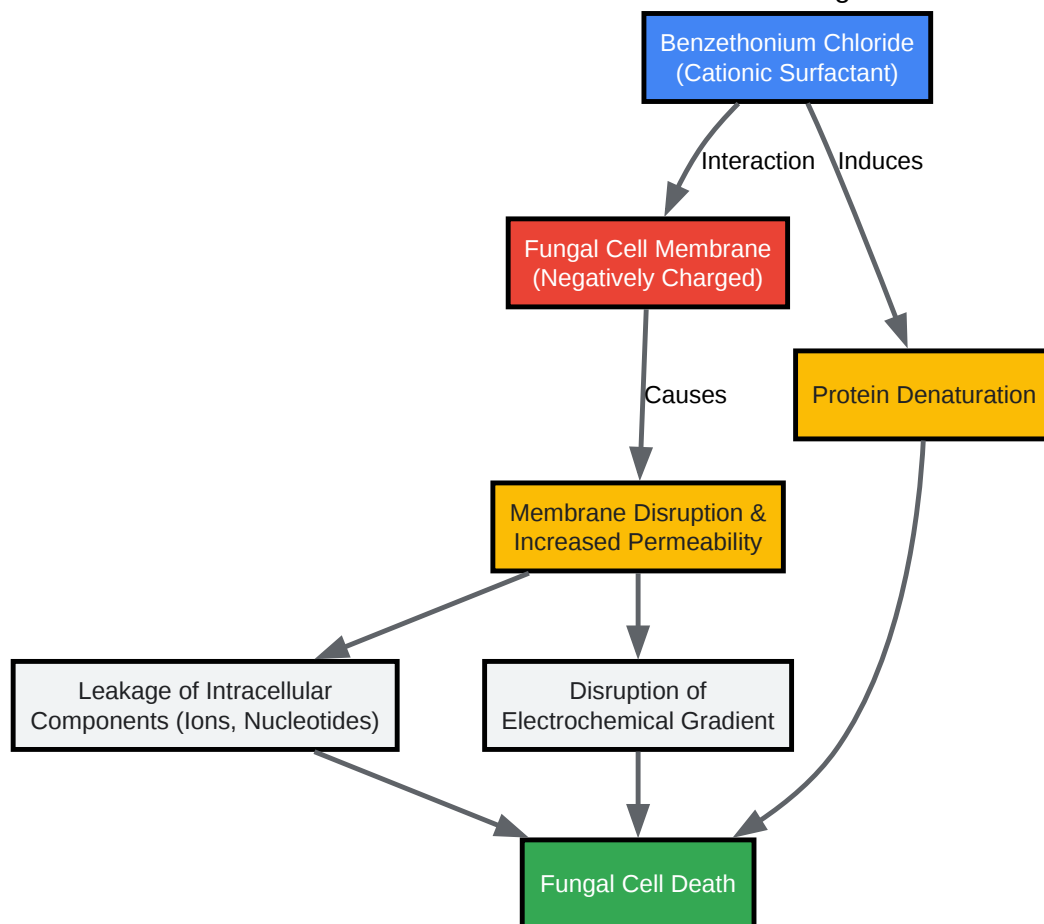 Benzethonium Chloride
(Cationic Surfactant)
Interaction
Induces
Fungal Cell Membrane
(Negatively Charged)
Causes
Protein Denaturation
Membrane Disruption &
Increased Permeability
Leakage of Intracellular
Components (Ions, Nucleotides)
Disruption of
Electrochemical Gradient
Fungal Cell Death